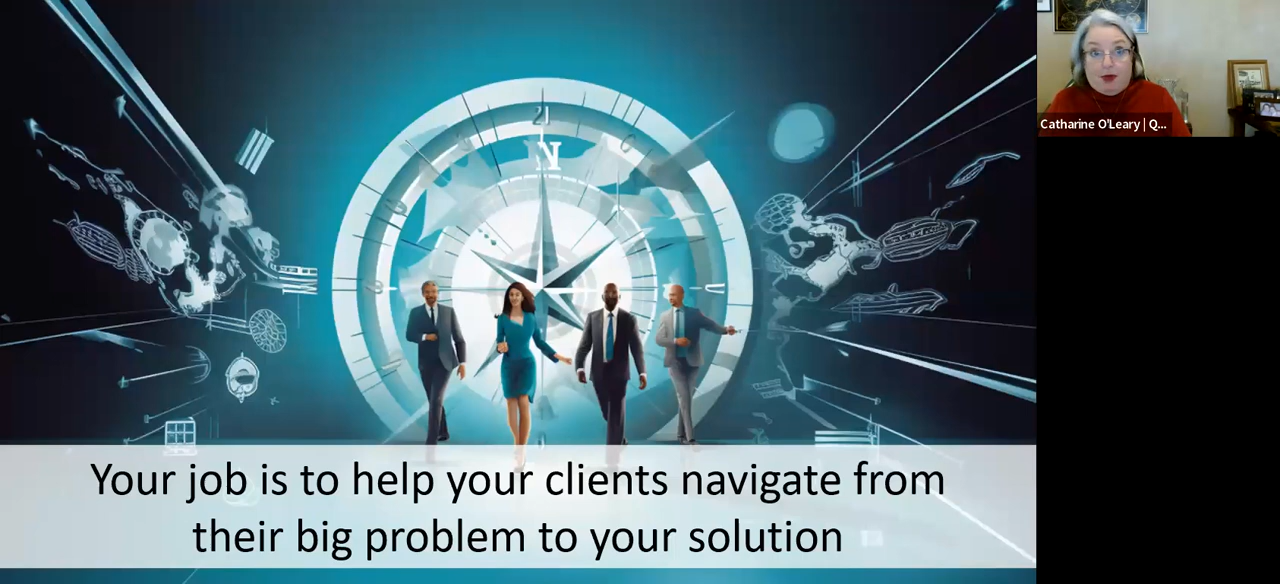 N
Catharine O'Leary | Q...
Your job is to help your clients navigate from
their big problem to your solution